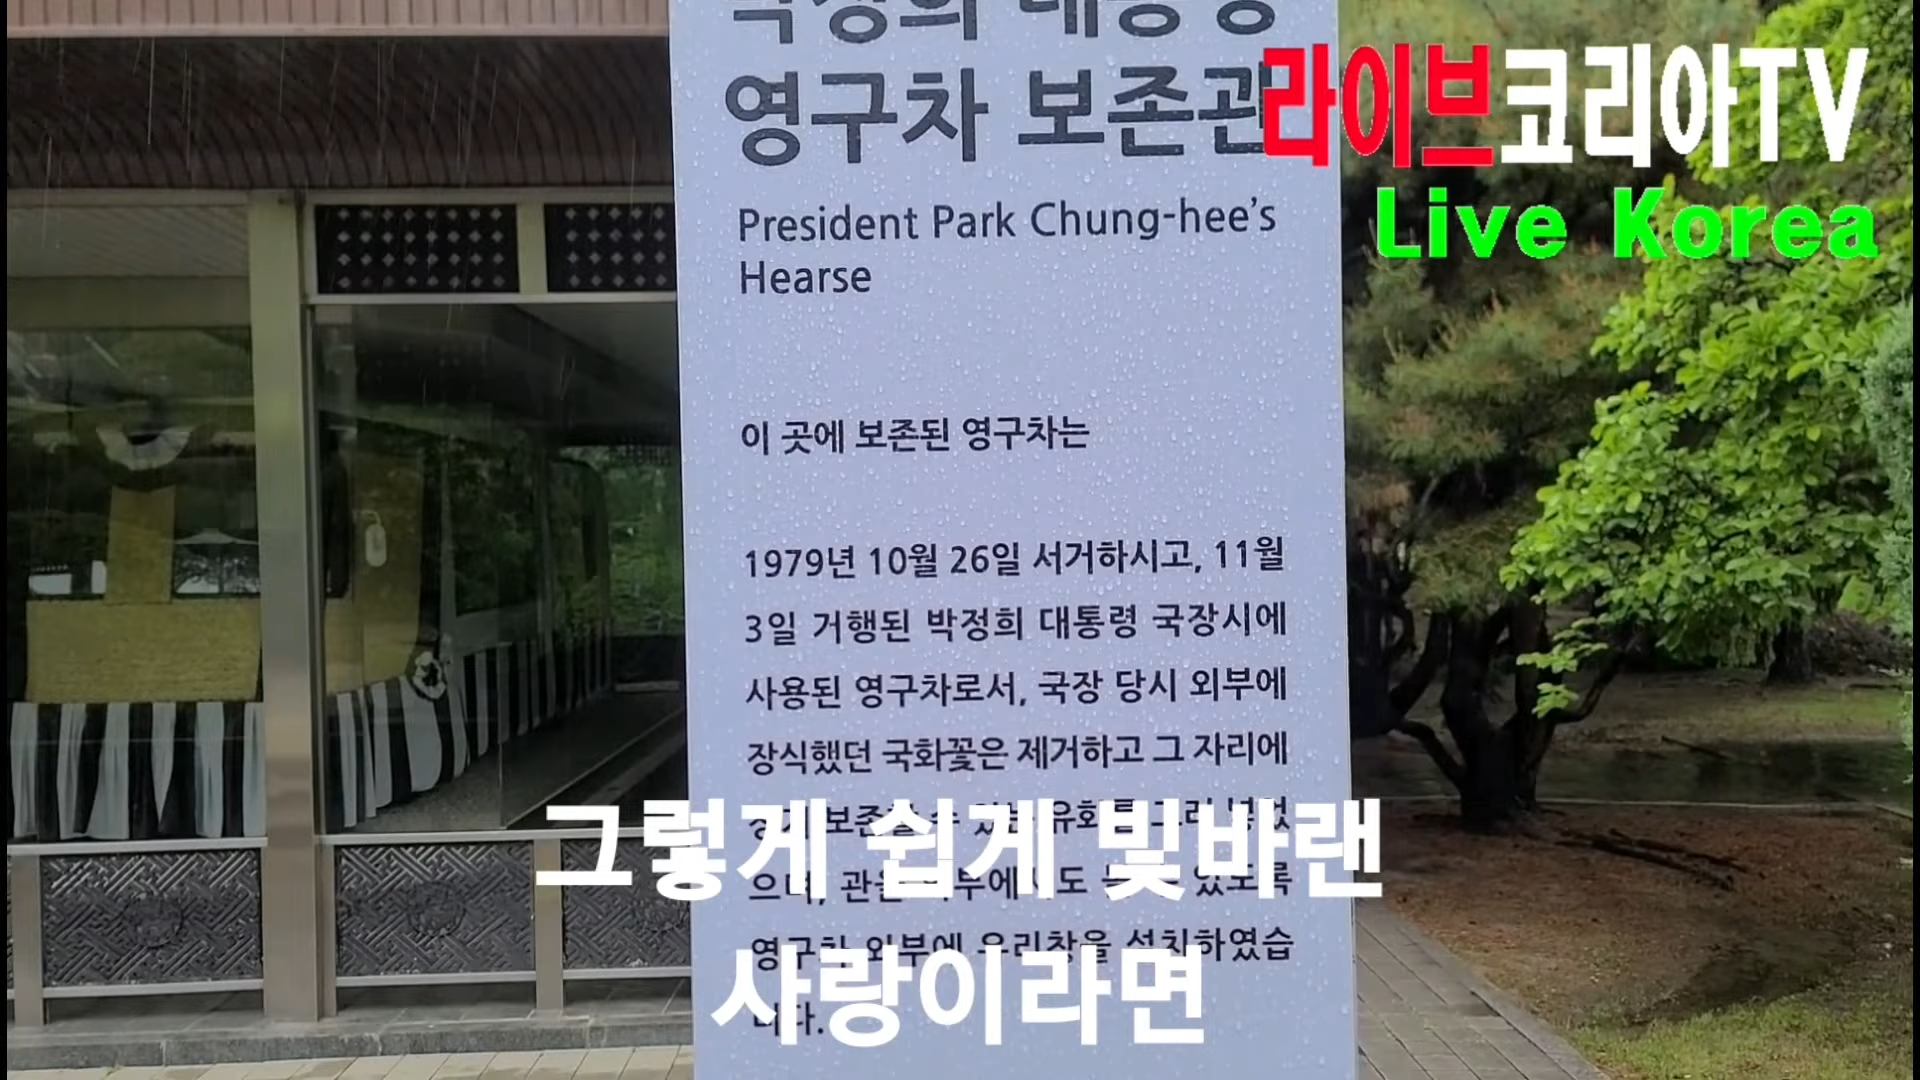 영구차 보존관
라이브코리아TV
Live Korea
President Park Chung-hee's
Hearse
이 곳에 보존된 영구차는
1979년 10월 26일 서거하시고, 11월
3일 거행된 박정희 대통령 국장시에
사용된 영구차로서, 국장 당시 외부에
장식했던 국화꽃은 제거하고 그 자리에
그렇게 쉽게 빛바랜
있도록
영구차 외부에 유리창을 설치하였습
사랑이라면